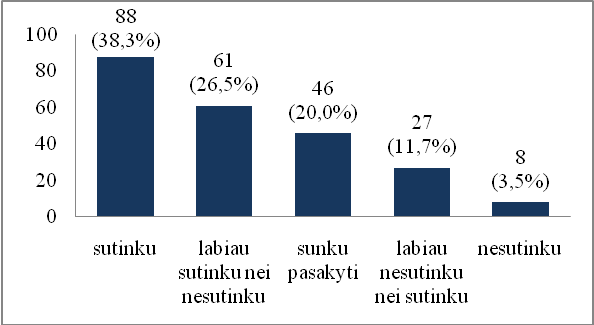 88
(38,3%)
61
(26,5%)
46
(20,0%)
27
(11,7%)
8
(3,5%)
100
80
60
40
20
0
sutinku
labiau
sutinku nei
nesutinku
sunku
pasakyti
labiau
nesutinku
nei sutinku
nesutinku